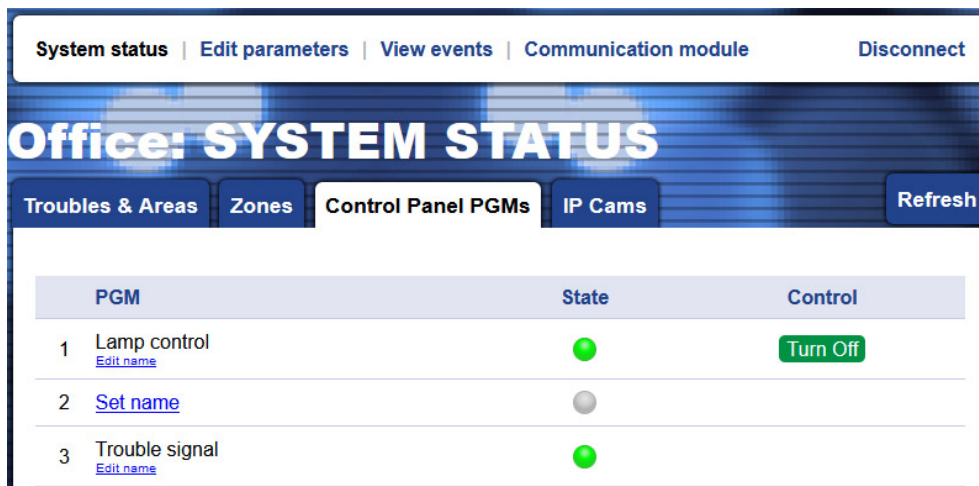 System status | Edit parameters | View events | Communication module Disconnect
Office: SYSTEM STATUS
Troubles & Areas Zones Control Panel PGMs IP Cams Refresh
PGM State Control
1 Lamp control Turn Off
Edit name
2 Set name
3 Trouble signal
Edit name